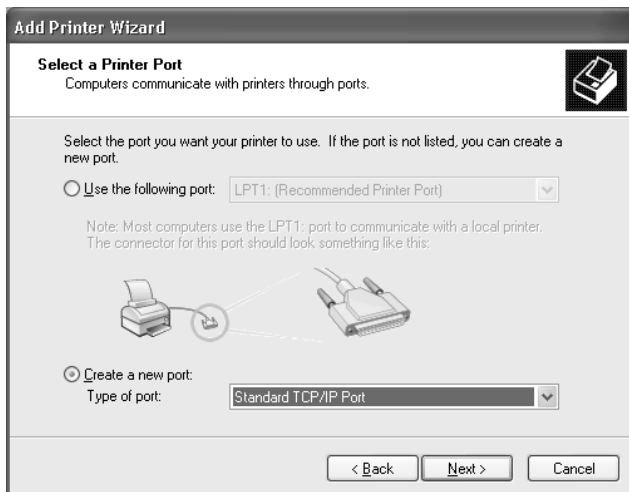 Add Printer Wizard
Select a Printer Port
Computers communicate with printers through ports.
Select the port you want your printer to use. If the port is not listed, you can create a
new port.
Use the following port: LPT1: (Recommended Printer Port)
Note: Most computers use the LPT1: port to communicate with a local printer.
The connector for this port should look something like this:
Create a new port:
Type of port: Standard TCP/IP Port
< Back Next > Cancel